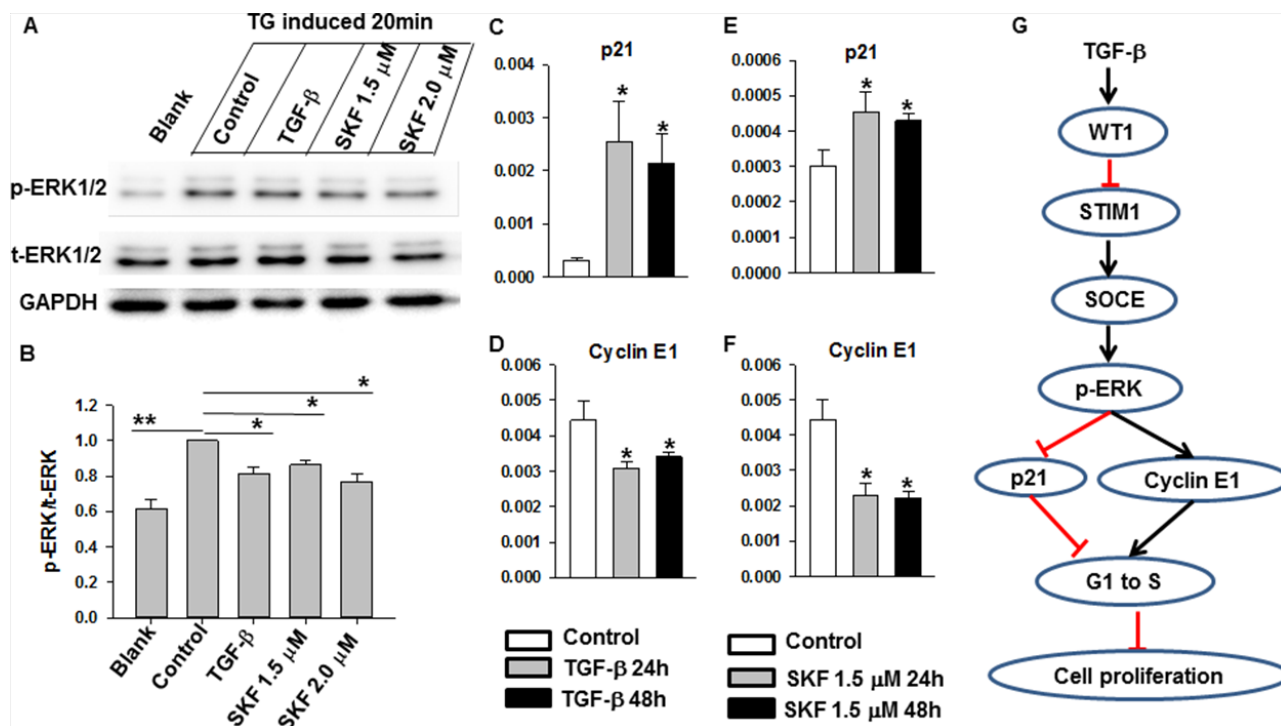 A
TG induced 20min
Blank
Control
TGF-β
SKF 1.5 μM
SKF 2.0 μM
p-ERK1/2
t-ERK1/2
GAPDH
B
p-ERK/t-ERK
1.2
1.0
0.8
0.6
0.4
0.2
0.0
**
*
*
*
Blank
Control
TGF-β
SKF 1.5 μM
SKF 2.0 μM
C
p21
0.004
0.003
0.002
0.001
0.000
*
*
D
Cyclin E1
0.006
0.005
0.004
0.003
0.002
0.001
0.000
*
*
Control
TGF-β 24h
TGF-β 48h
E
p21
0.0006
0.0005
0.0004
0.0003
0.0002
0.0001
0.0000
*
*
F
Cyclin E1
0.006
0.005
0.004
0.003
0.002
0.001
0.000
*
*
Control
SKF 1.5 μM 24h
SKF 1.5 μM 48h
G
TGF-β
WT1
STIM1
SOCE
p-ERK
p21
Cyclin E1
G1 to S
Cell proliferation